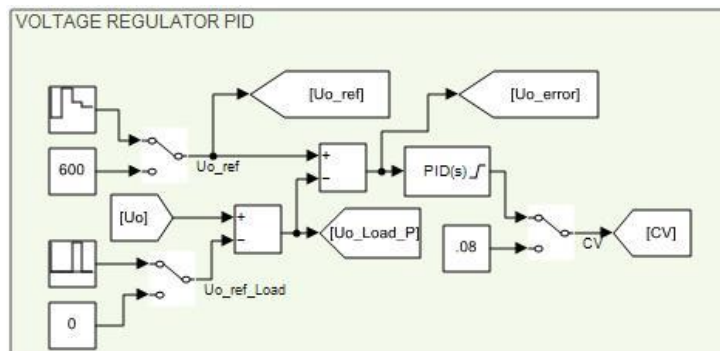 VOLTAGE REGULATOR PID
[Uo_ref]
[Uo_error]
600
Uo_ref
+
−
PID(s)
[Uo]
+
−
[Uo_Load_P]
.08
CV
[CV]
Uo_ref_Load
0